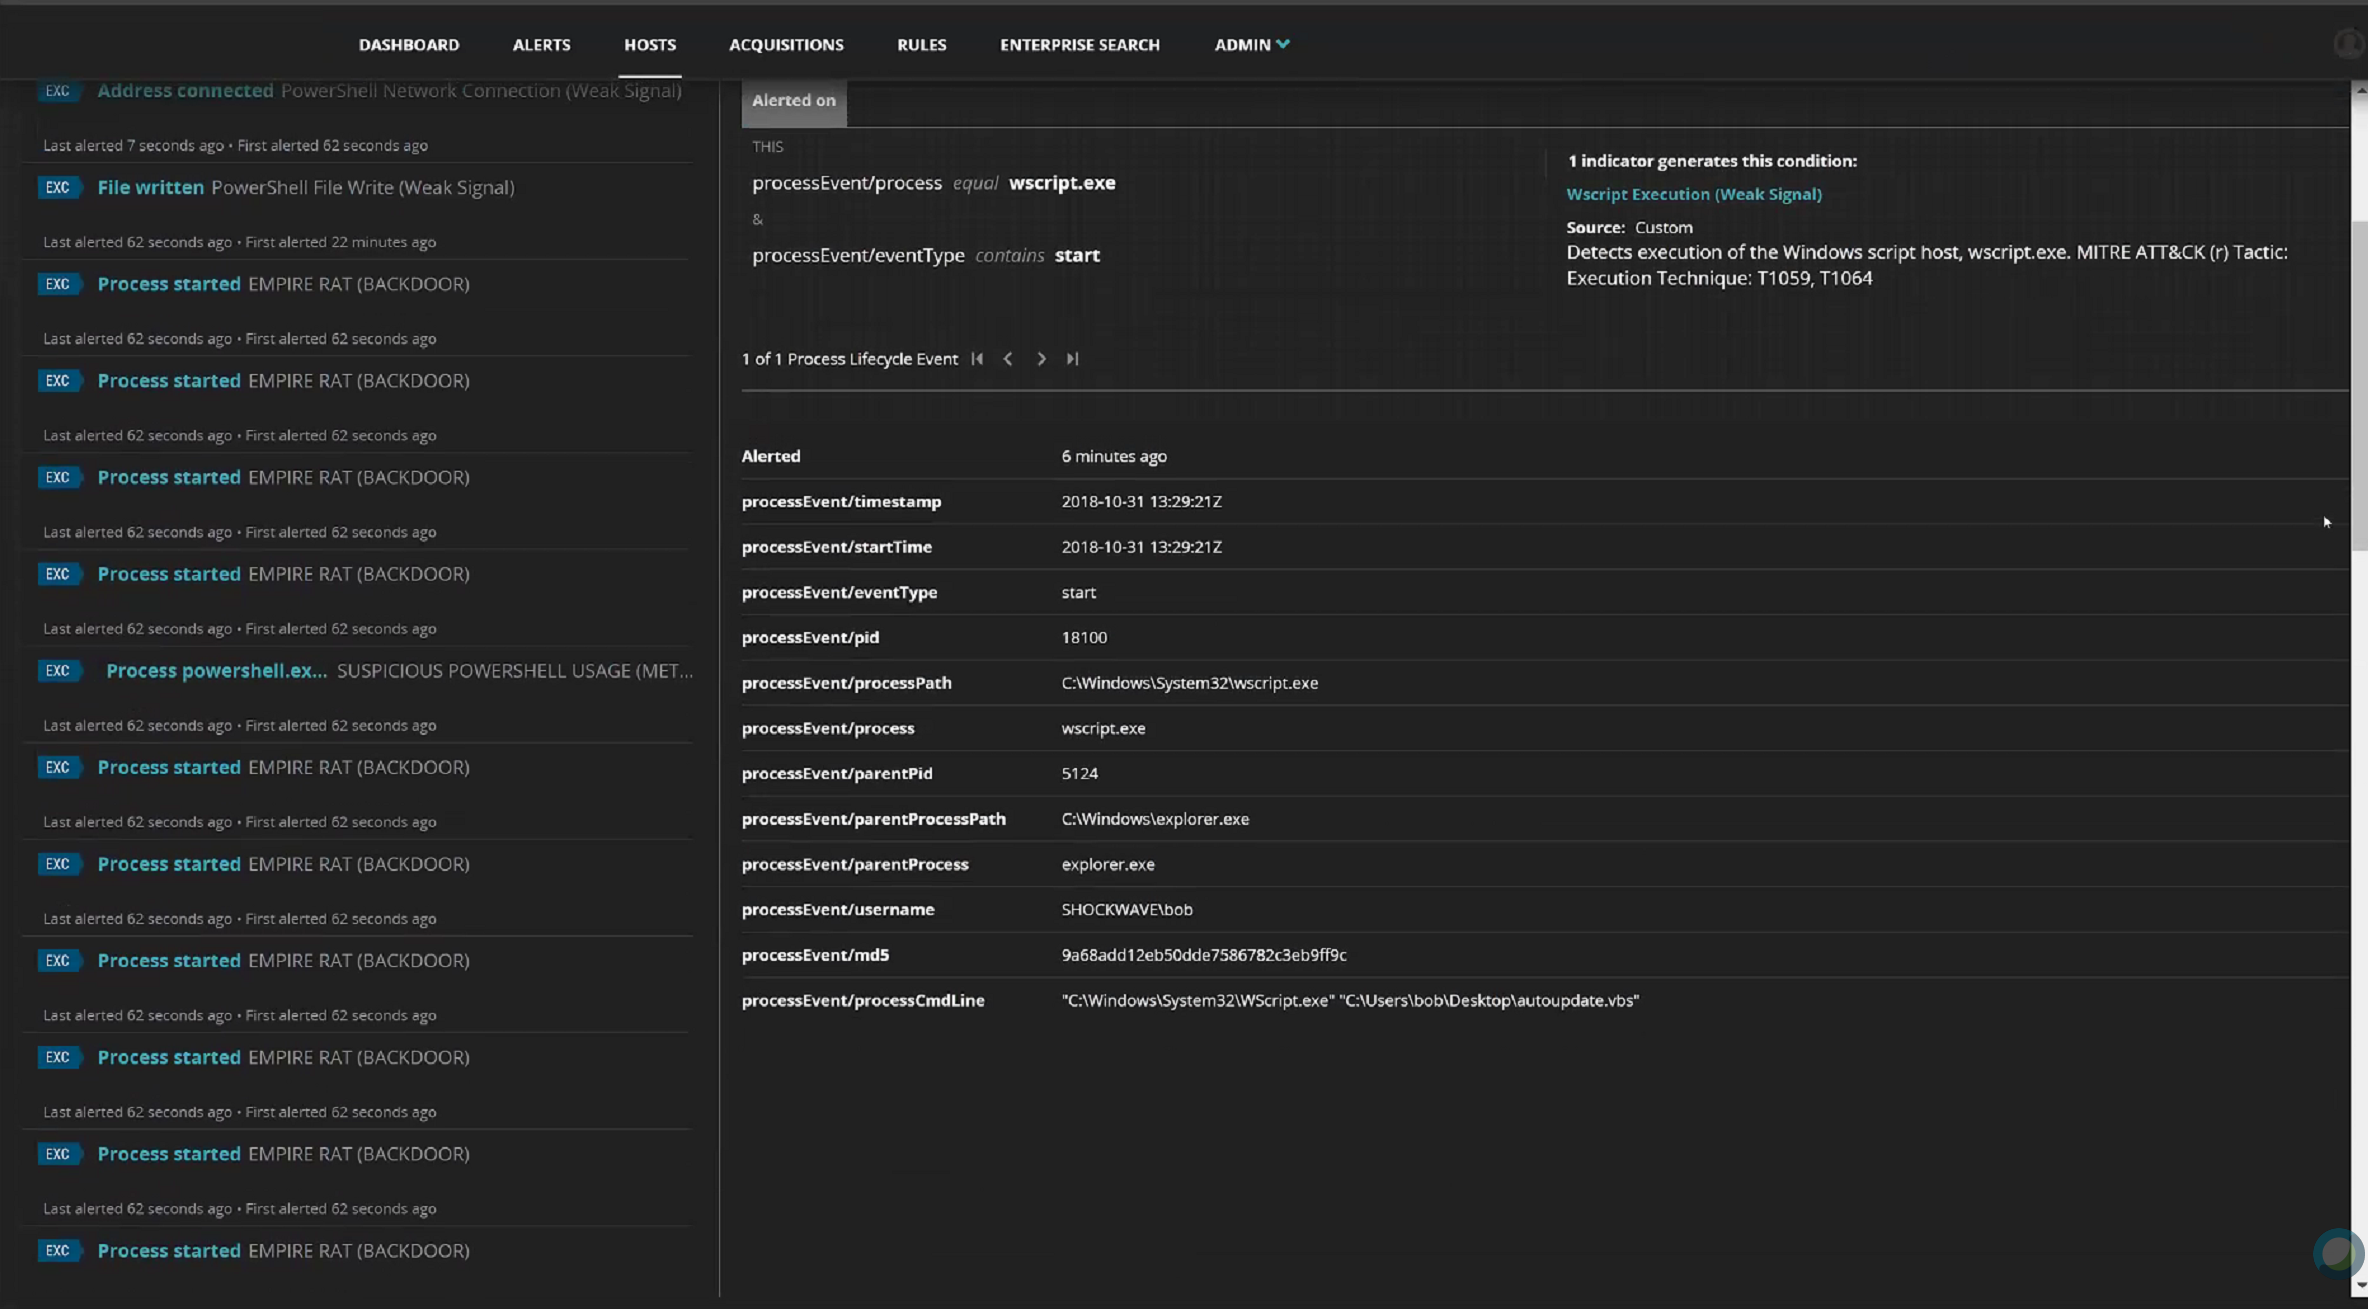 DASHBOARD ALERTS HOSTS ACQUISITIONS RULES ENTERPRISE SEARCH ADMIN
EXC Address connected PowerShell Network Connection (Weak Signal)
Last alerted 7 seconds ago • First alerted 62 seconds ago
EXC File written PowerShell File Write (Weak Signal)
Last alerted 62 seconds ago • First alerted 22 minutes ago
EXC Process started EMPIRE RAT (BACKDOOR)
Last alerted 62 seconds ago • First alerted 62 seconds ago
EXC Process started EMPIRE RAT (BACKDOOR)
Last alerted 62 seconds ago • First alerted 62 seconds ago
EXC Process started EMPIRE RAT (BACKDOOR)
Last alerted 62 seconds ago • First alerted 62 seconds ago
EXC Process started EMPIRE RAT (BACKDOOR)
Last alerted 62 seconds ago • First alerted 62 seconds ago
EXC Process powershell.ex... SUSPICIOUS POWERSHELL USAGE (MET...
Last alerted 62 seconds ago • First alerted 62 seconds ago
EXC Process started EMPIRE RAT (BACKDOOR)
Last alerted 62 seconds ago • First alerted 62 seconds ago
EXC Process started EMPIRE RAT (BACKDOOR)
Last alerted 62 seconds ago • First alerted 62 seconds ago
EXC Process started EMPIRE RAT (BACKDOOR)
Last alerted 62 seconds ago • First alerted 62 seconds ago
EXC Process started EMPIRE RAT (BACKDOOR)
Last alerted 62 seconds ago • First alerted 62 seconds ago
EXC Process started EMPIRE RAT (BACKDOOR)
Last alerted 62 seconds ago • First alerted 62 seconds ago
EXC Process started EMPIRE RAT (BACKDOOR)
Alerted on
THIS
processEvent/process equal wscript.exe
&
processEvent/eventType contains start
1 indicator generates this condition:
Wscript Execution (Weak Signal)
Source: Custom
Detects execution of the Windows script host, wscript.exe. MITRE ATT&CK (r) Tactic:
Execution Technique: T1059, T1064
1 of 1 Process Lifecycle Event
Alerted 6 minutes ago
processEvent/timestamp 2018-10-31 13:29:21Z
processEvent/startTime 2018-10-31 13:29:21Z
processEvent/eventType start
processEvent/pid 18100
processEvent/processPath C:\Windows\System32\wscript.exe
processEvent/process wscript.exe
processEvent/parentPid 5124
processEvent/parentProcessPath C:\Windows\explorer.exe
processEvent/parentProcess explorer.exe
processEvent/username SHOCKWAVE\bob
processEvent/md5 9a68add12eb50dde7586782c3eb9ff9c
processEvent/processCmdLine "C:\Windows\System32\WScript.exe" "C:\Users\bob\Desktop\autoupdate.vbs"